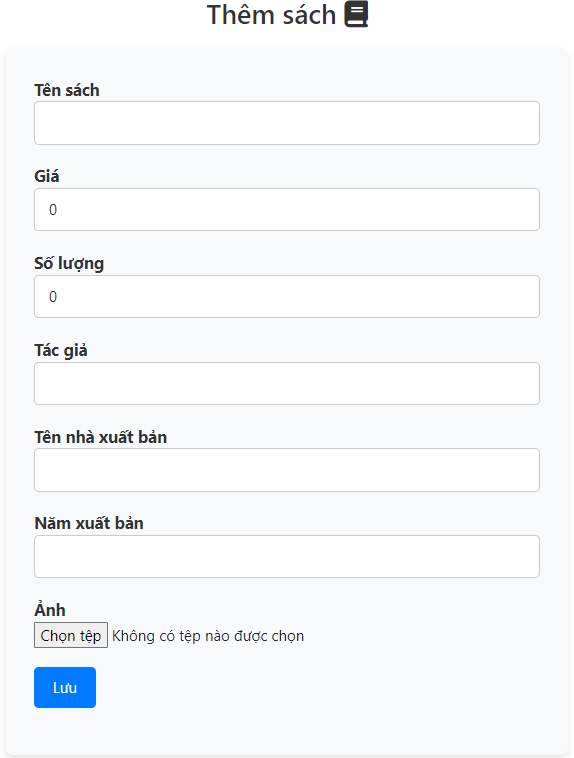 Thêm sách
Tên sách
Giá
0
Số lượng
0
Tác giả
Tên nhà xuất bản
Năm xuất bản
Ảnh
Chọn tệp Không có tệp nào được chọn
Lưu